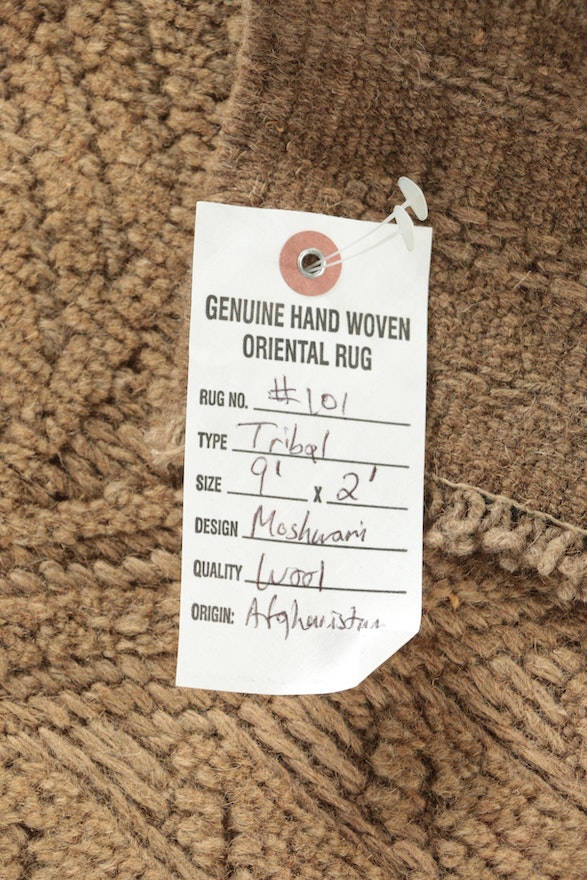 GENUINE HAND WOVEN
ORIENTAL RUG
RUG NO. #101
TYPE Tribal
SIZE 9' X 2'
DESIGN Moshwani
QUALITY Wool
ORIGIN: Afghanistan